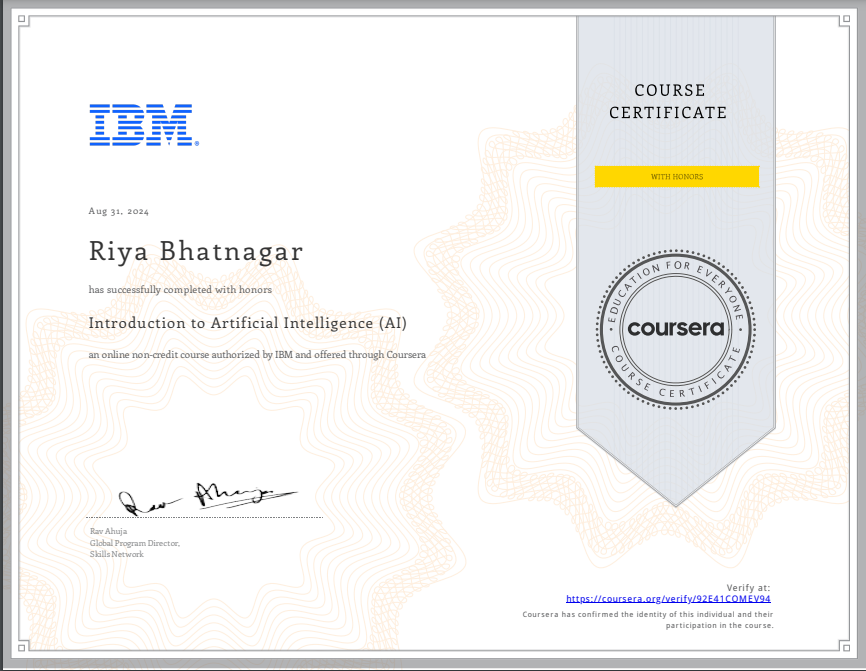 COURSE
CERTIFICATE
IBM®
WITH HONORS
Aug 31, 2024
Riya Bhatnagar
has successfully completed with honors
Introduction to Artificial Intelligence (AI)
an online non-credit course authorized by IBM and offered through Coursera
EDUCATION FOR EVERYONE
coursera
COURSE CERTIFICATE
Rav Ahuja
Rav Ahuja
Global Program Director,
Skills Network
Verify at:
https://coursera.org/verify/92E41COMEV94
Coursera has confirmed the identity of this individual and their
participation in the course.